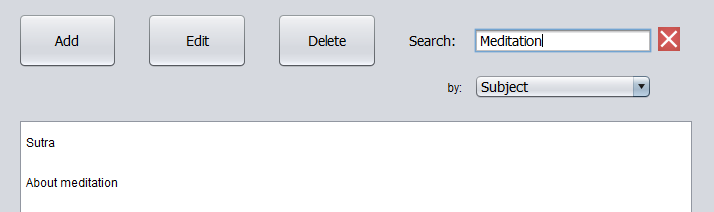 Add Edit Delete Search: Meditation
by: Subject
Sutra
About meditation